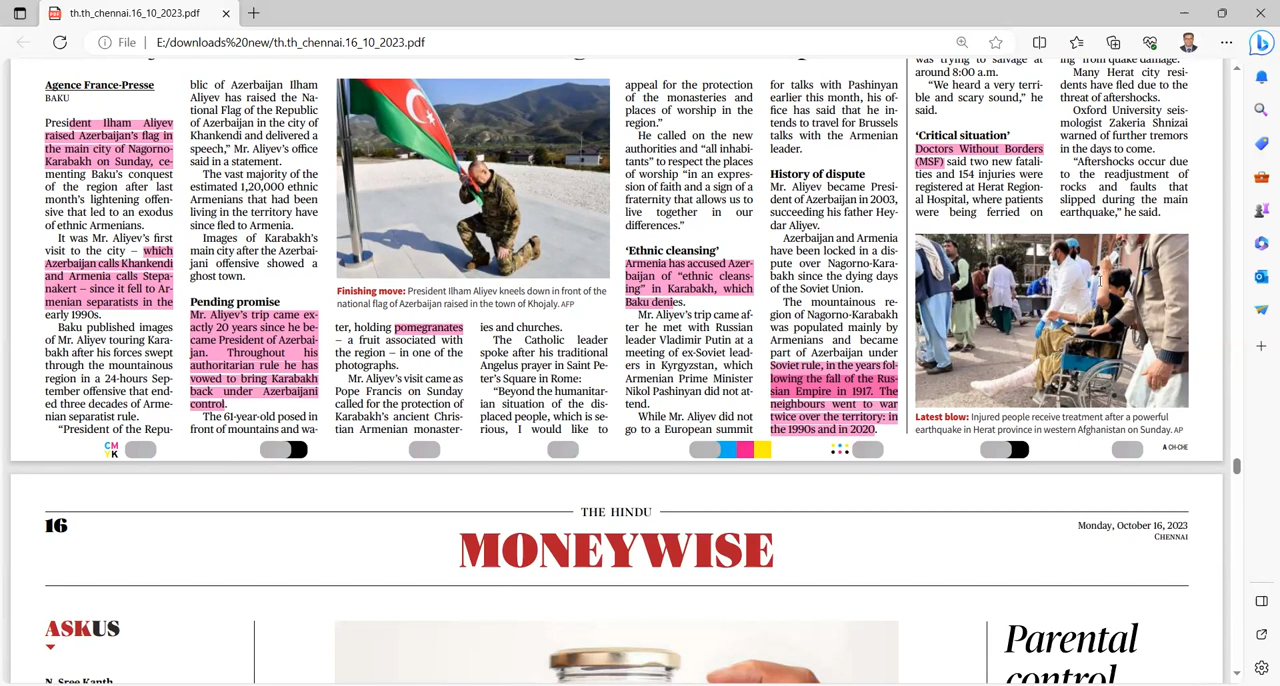 th.th_chennai.16_10_2023.pdf
File
E:/downloads%20new/th.th_chennai.16_10_2023.pdf
Agence France-Presse
BAKU
President Ilham Aliyev
raised Azerbaijan's flag in
the main city of Nagorno-
Karabakh on Sunday, ce-
menting Baku's conquest
of the region after last
month's lightening offen-
sive that led to an exodus
of ethnic Armenians.
It was Mr. Aliyev's first
visit to the city – which
Azerbaijan calls Khankendi
and Armenia calls Stepa-
nakert – since it fell to Ar-
menian separatists in the
early 1990s.
Baku published images
of Mr Aliyev touring Kara-
bakh after his forces swept
through the mountainous
region in a 24-hours Sep-
tember offensive that end-
ed three decades of Arme-
nian separatist rule.
"President of the Repu-
blic of Azerbaijan Ilham
Aliyev has raised the Na-
tional Flag of the Republic
of Azerbaijan in the city of
Khankendi and delivered a
speech," Mr. Aliyev's office
said in a statement.
The vast majority of the
estimated 1,20,000 ethnic
Armenians that had been
living in the territory have
since fled to Armenia.
Images of Karabakh's
main city after the Azerbai-
jani offensive showed a
ghost town.
Pending promise
Mr. Aliyev's trip came ex-
actly 20 years since he be-
came President of Azerbai-
jan. Throughout his
authoritarian rule he has
vowed to bring Karabakh
back under Azerbaijani
control.
The 61-year-old posed in
front of mountains and wa-
Finishing move: President Ilham Aliyev kneels down in front of the
national flag of Azerbaijan raised in the town of Khojaly. AFP
ter, holding pomegranates
– a fruit associated with
the region – in one of the
photographs.
Mr. Aliyev's visit came as
Pope Francis on Sunday
called for the protection of
Karabakh's ancient Chris-
tian Armenian monaster-
ies and churches.
The Catholic leader
spoke after his traditional
Angelus prayer in Saint Pe-
ter's Square in Rome:
"Beyond the humanitar-
ian situation of the dis-
placed people, which is se-
rious, I would like to
appeal for the protection
of the monasteries and
places of worship in the
region."
He called on the new
authorities and "all inhabi-
tants" to respect the places
of worship "in an expres-
sion of faith and a sign of a
fraternity that allows us to
live together in our
differences."
'Ethnic cleansing'
Armenia has accused Azer-
baijan of "ethnic cleans-
ing" in Karabakh, which
Baku denies.
Mr. Aliyev's trip came af-
ter he met with Russian
leader Vladimir Putin at a
meeting of ex-Soviet lead-
ers in Kyrgyzstan, which
Armenian Prime Minister
Nikol Pashinyan did not at-
tend.
While Mr. Aliyev did not
go to a European summit
for talks with Pashinyan
earlier this month, his of-
fice has said that he in-
tends to travel for Brussels
talks with the Armenian
leader.
History of dispute
Mr. Aliyev became Presi-
dent of Azerbaijan in 2003,
succeeding his father Hey-
dar Aliyev.
Azerbaijan and Armenia
have been locked in a dis-
pute over Nagorno-Kara-
bakh since the dying days
of the Soviet Union.
The mountainous re-
gion of Nagorno-Karabakh
was populated mainly by
Armenians and became
part of Azerbaijan under
Soviet rule, in the years fol-
lowing the fall of the Rus-
sian Empire in 1917. The
neighbours went to war
twice over the territory: in
the 1990s and in 2020.
was trying to salvage at
around 8:00 a.m.
"We heard a very terri-
ble and scary sound," he
said.
'Critical situation'
Doctors Without Borders
(MSF) said two new fatali-
ties and 154 injuries were
registered at Herat Region-
al Hospital, where patients
were being ferried on
ing from quake damage.
Many Herat city resi-
dents have fled due to the
threat of aftershocks.
Oxford University seis-
mologist Zakeria Shnizai
warned of further tremors
in the days to come.
"Aftershocks occur due
to the readjustment of
rocks and faults that
slipped during the main
earthquake," he said.
Latest blow: Injured people receive treatment after a powerful
earthquake in Herat province in western Afghanistan on Sunday. AP
CM
YK
A CH-CHE
16
THE HINDU
MONEYWISE
Monday, October 16, 2023
CHENNAI
ASKUS
N. Sree Kanth
Parental
control